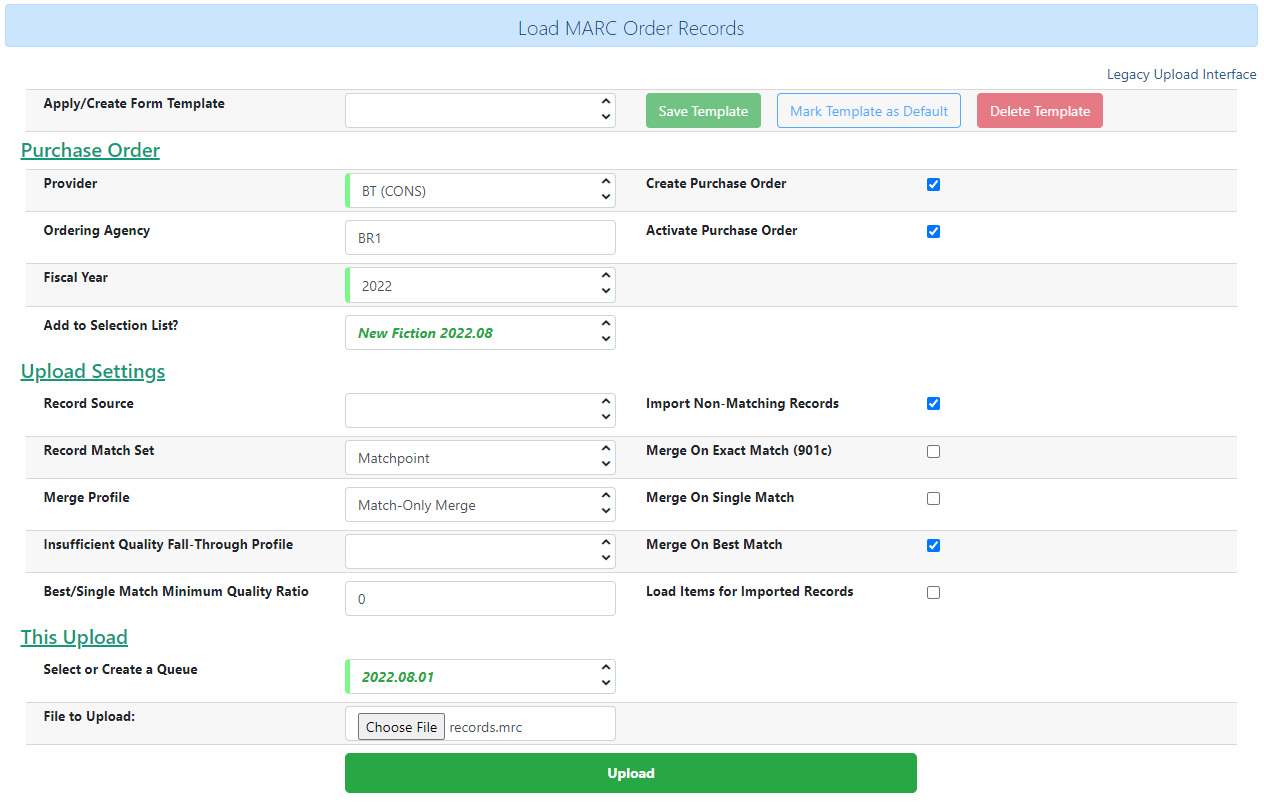 Load MARC Order Records
Legacy Upload Interface
Apply/Create Form Template Save Template Mark Template as Default Delete Template
Purchase Order
Provider BT (CONS) Create Purchase Order
Ordering Agency BR1 Activate Purchase Order
Fiscal Year 2022
Add to Selection List? New Fiction 2022.08
Upload Settings
Record Source Import Non-Matching Records
Record Match Set Matchpoint Merge On Exact Match (901c)
Merge Profile Match-Only Merge Merge On Single Match
Insufficient Quality Fall-Through Profile Merge On Best Match
Best/Single Match Minimum Quality Ratio 0 Load Items for Imported Records
This Upload
Select or Create a Queue 2022.08.01
File to Upload: Choose File records.mrc
Upload